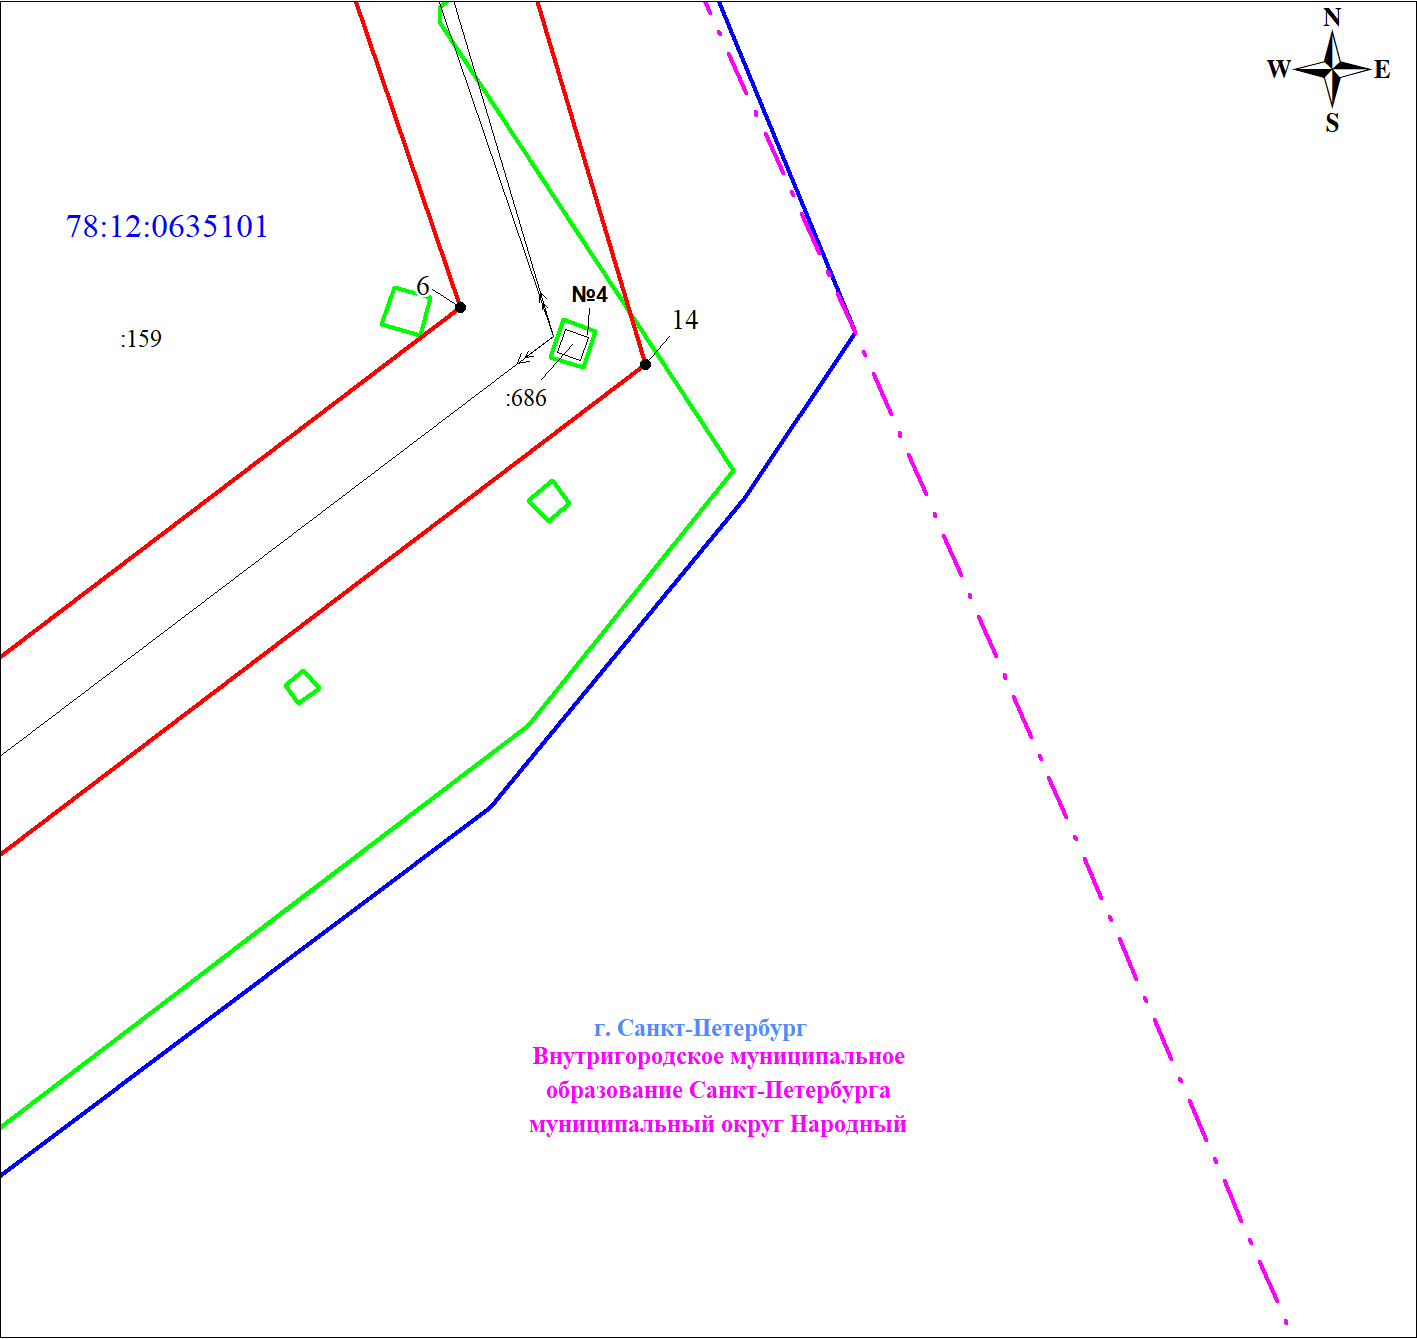 N
W E
S
78:12:0635101
6
№4
14
:159
:686
г. Санкт-Петербург
Внутригородское муниципальное
образование Санкт-Петербурга
муниципальный округ Народный